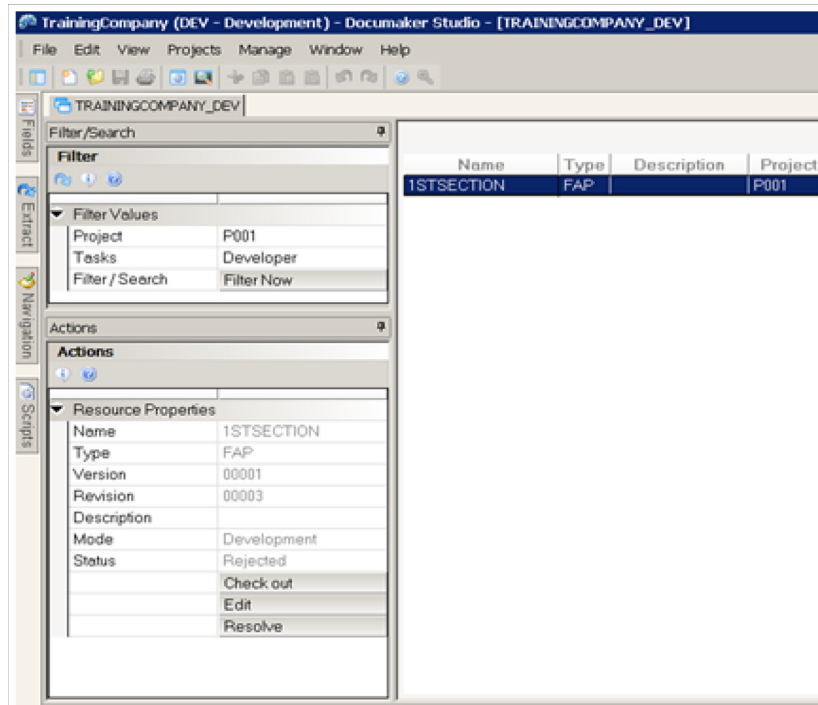 TrainingCompany (DEV - Development) - Documaker Studio - [TRAININGCOMPANY_DEV]
File Edit View Projects Manage Window Help
TRAININGCOMPANY_DEV
Fields
Extract
Navigation
Scripts
Filter/Search
Filter
Filter Values
Project P001
Tasks Developer
Filter / Search Filter Now
Actions
Actions
Resource Properties
Name 1STSECTION
Type FAP
Version 00001
Revision 00003
Description
Mode Development
Status Rejected
Check out
Edit
Resolve
Name Type Description Project
1STSECTION FAP P001